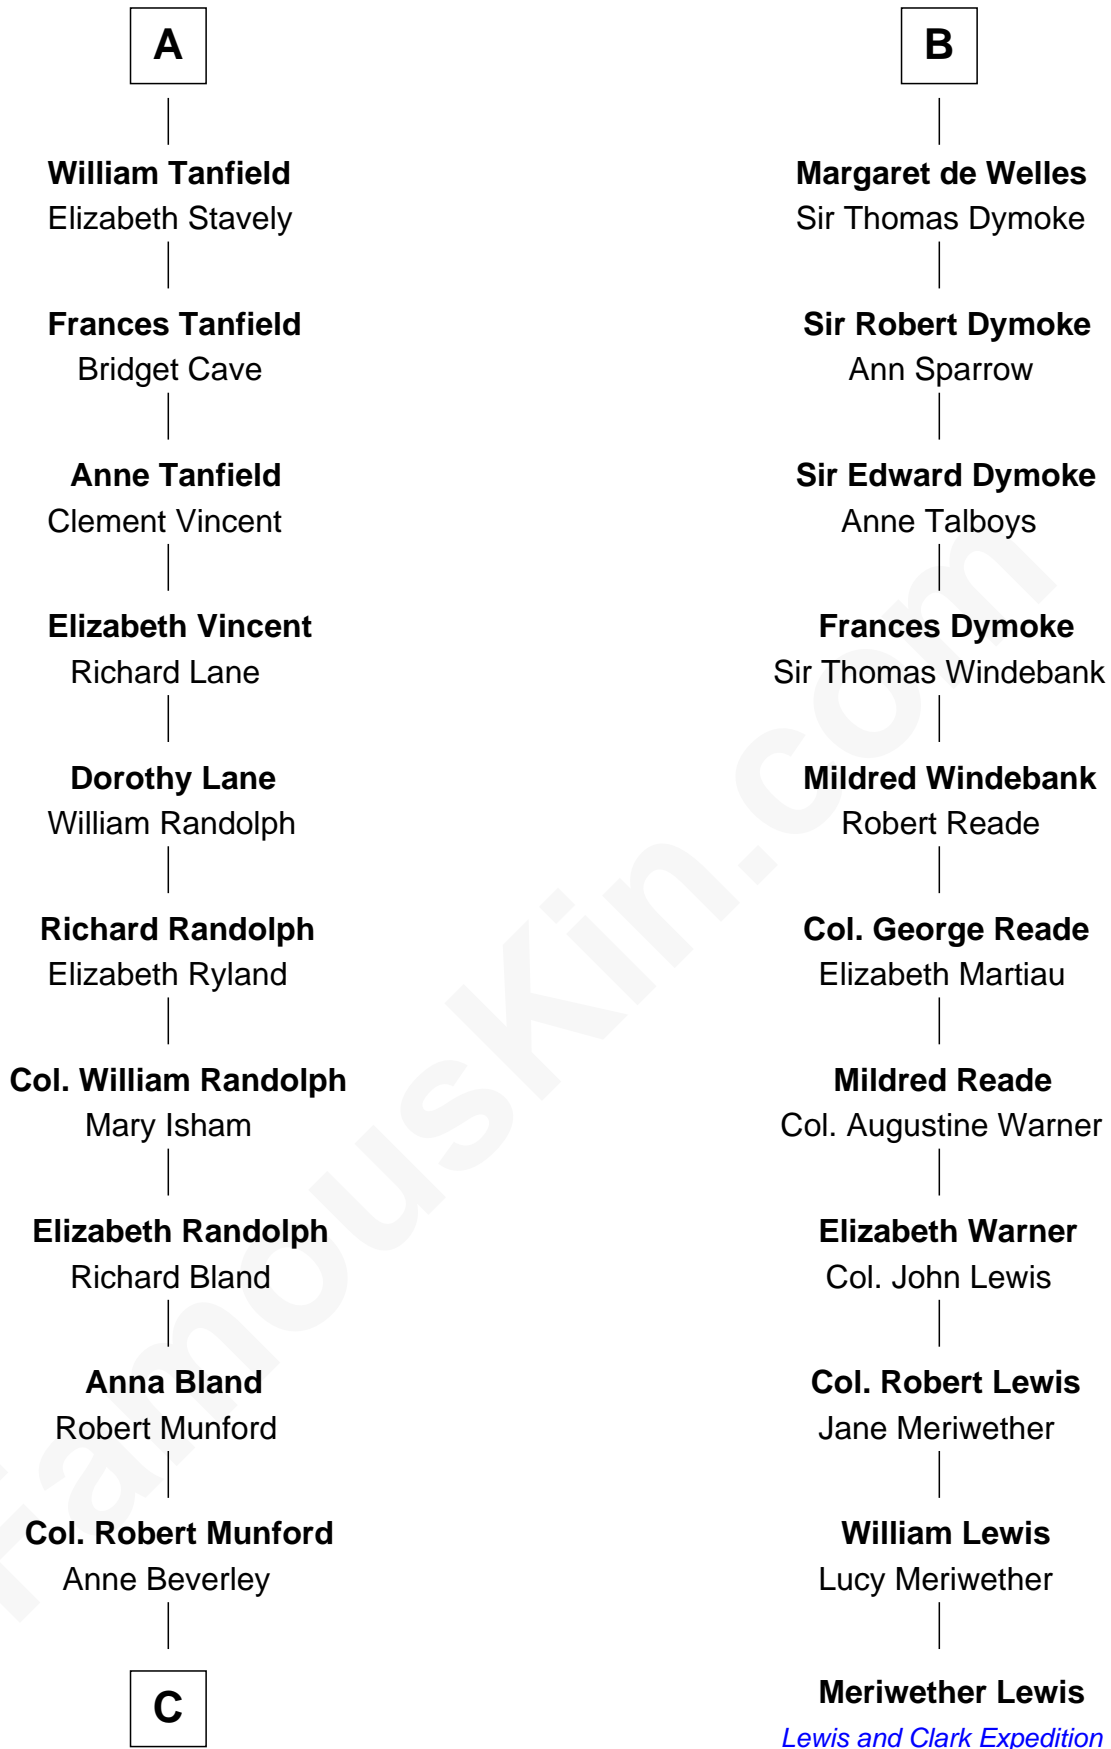 A
William Tanfield
Elizabeth Stavely
Frances Tanfield
Bridget Cave
Anne Tanfield
Clement Vincent
Elizabeth Vincent
Richard Lane
Dorothy Lane
William Randolph
Richard Randolph
Elizabeth Ryland
Col. William Randolph
Mary Isham
Elizabeth Randolph
Richard Bland
Anna Bland
Robert Munford
Col. Robert Munford
Anne Beverley
C
B
Margaret de Welles
Sir Thomas Dymoke
Sir Robert Dymoke
Ann Sparrow
Sir Edward Dymoke
Anne Talboys
Frances Dymoke
Sir Thomas Windebank
Mildred Windebank
Robert Reade
Col. George Reade
Elizabeth Martiau
Mildred Reade
Col. Augustine Warner
Elizabeth Warner
Col. John Lewis
Col. Robert Lewis
Jane Meriwether
William Lewis
Lucy Meriwether
Meriwether Lewis
Lewis and Clark Expedition
FamousKin.com